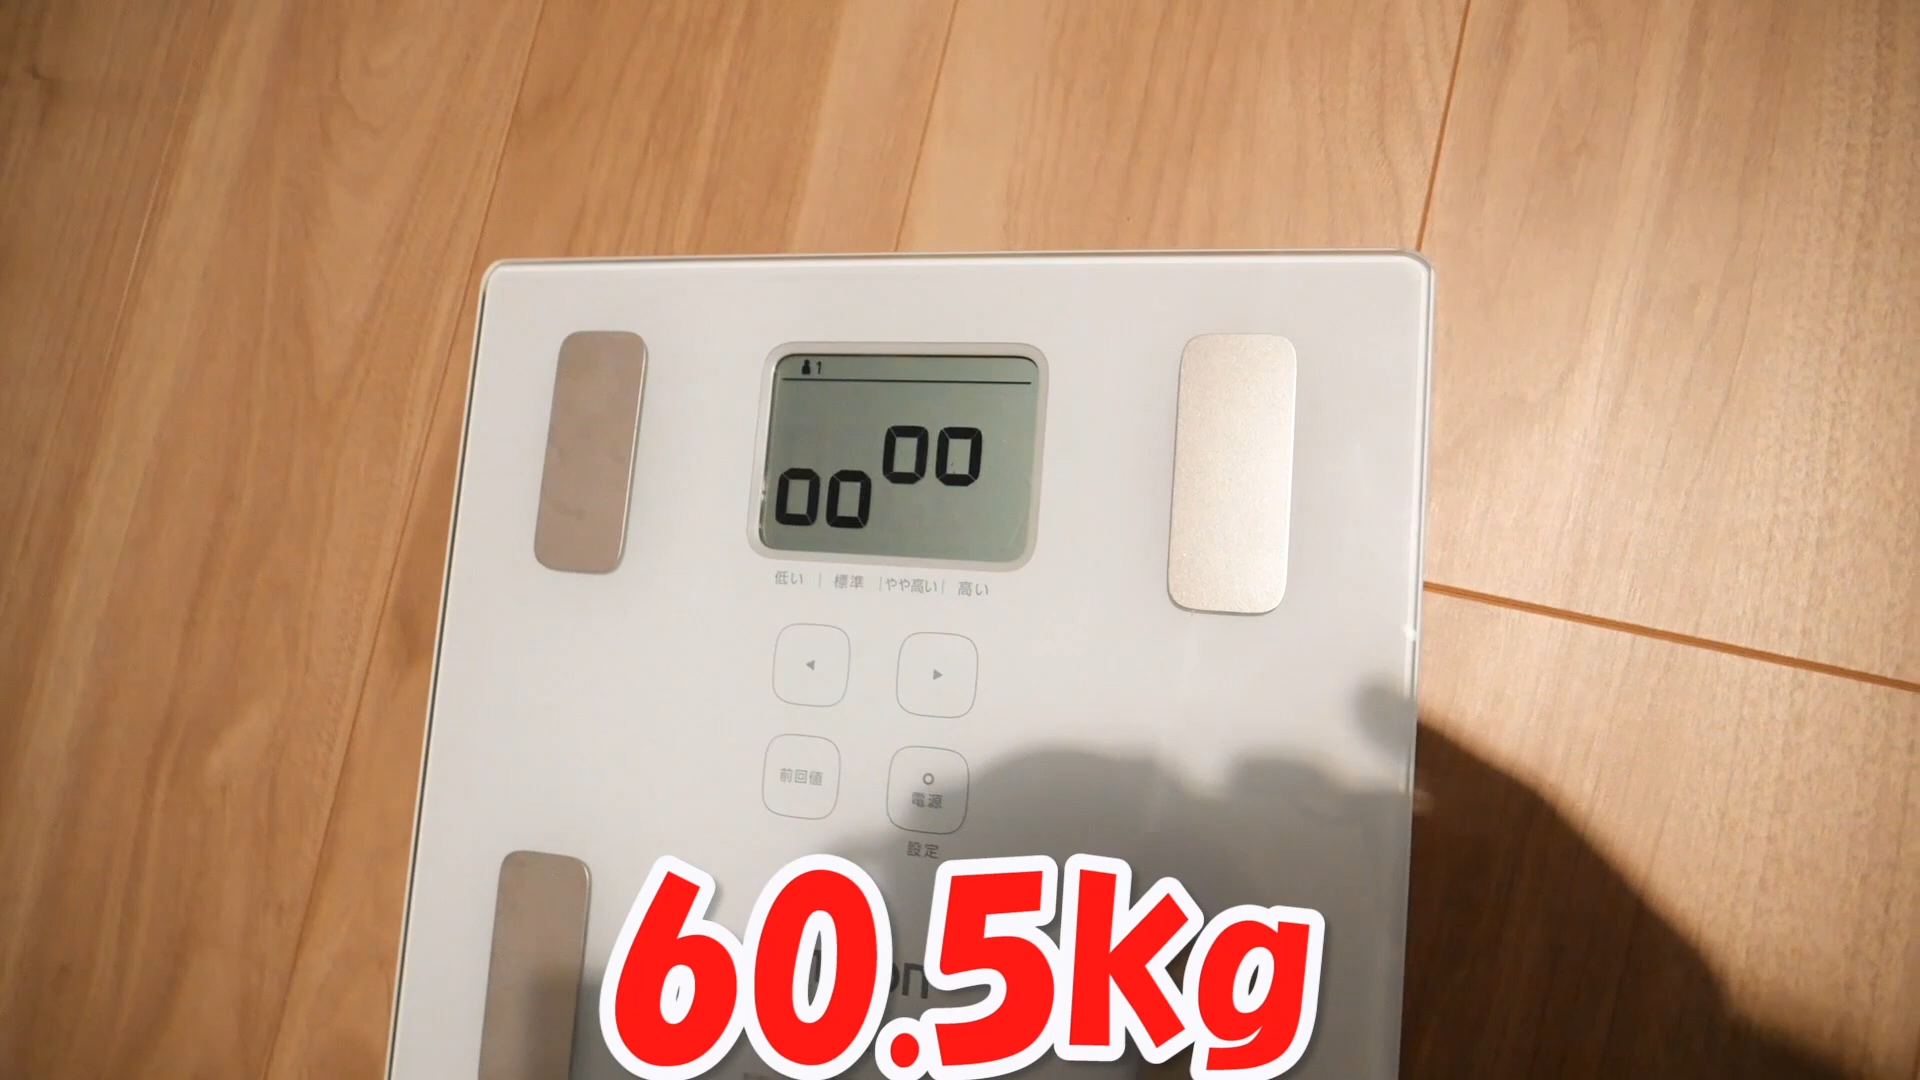 1
00
00
低い | 標準 | やや高い | 高い
前回値
電源
設定
60.5Kg